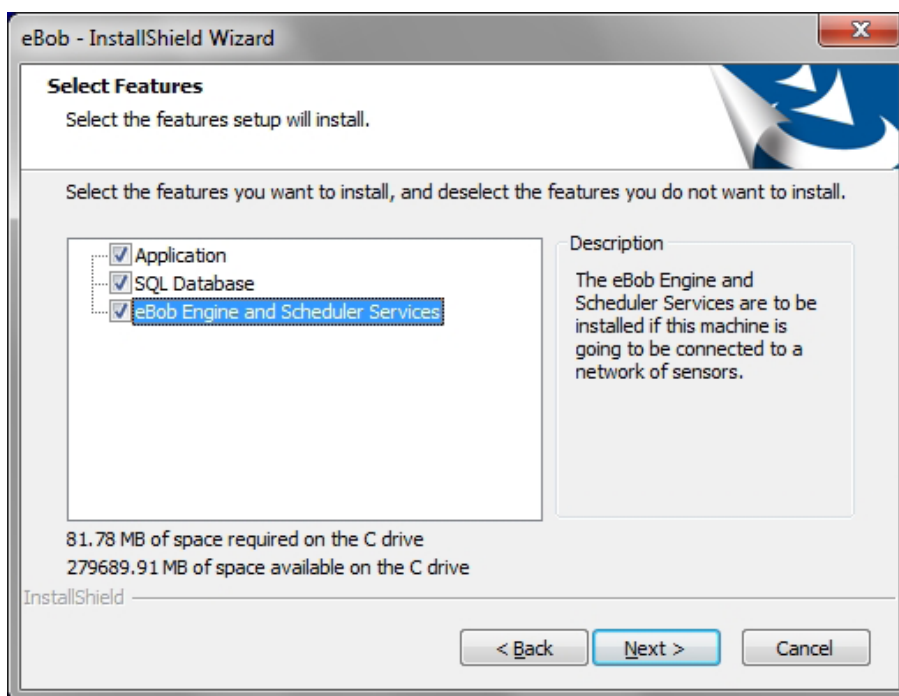 eBob - InstallShield Wizard
Select Features
Select the features setup will install.
Select the features you want to install, and deselect the features you do not want to install.
Application
SQL Database
eBob Engine and Scheduler Services
Description
The eBob Engine and
Scheduler Services are to be
installed if this machine is
going to be connected to a
network of sensors.
81.78 MB of space required on the C drive
279689.91 MB of space available on the C drive
InstallShield
< Back
Next >
Cancel